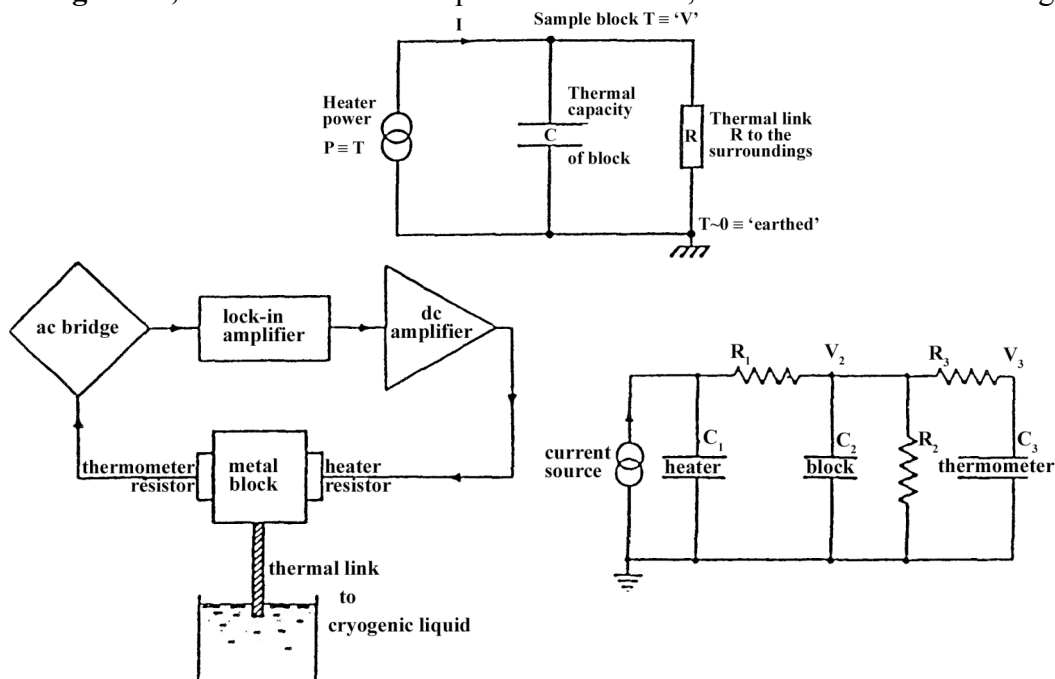 I
Sample block T ≡ ‘V’
Heater
power
P ≡ T
Thermal
capacity
C
of block
R
Thermal link
R to the
surroundings
T~0 ≡ ‘earthed’
ac bridge
lock-in
amplifier
dc
amplifier
thermometer
resistor
metal
block
heater
resistor
thermal link
to
cryogenic liquid
R1
V2
R3
V3
current
source
C1
heater
C2
block
R2
C3
thermometer